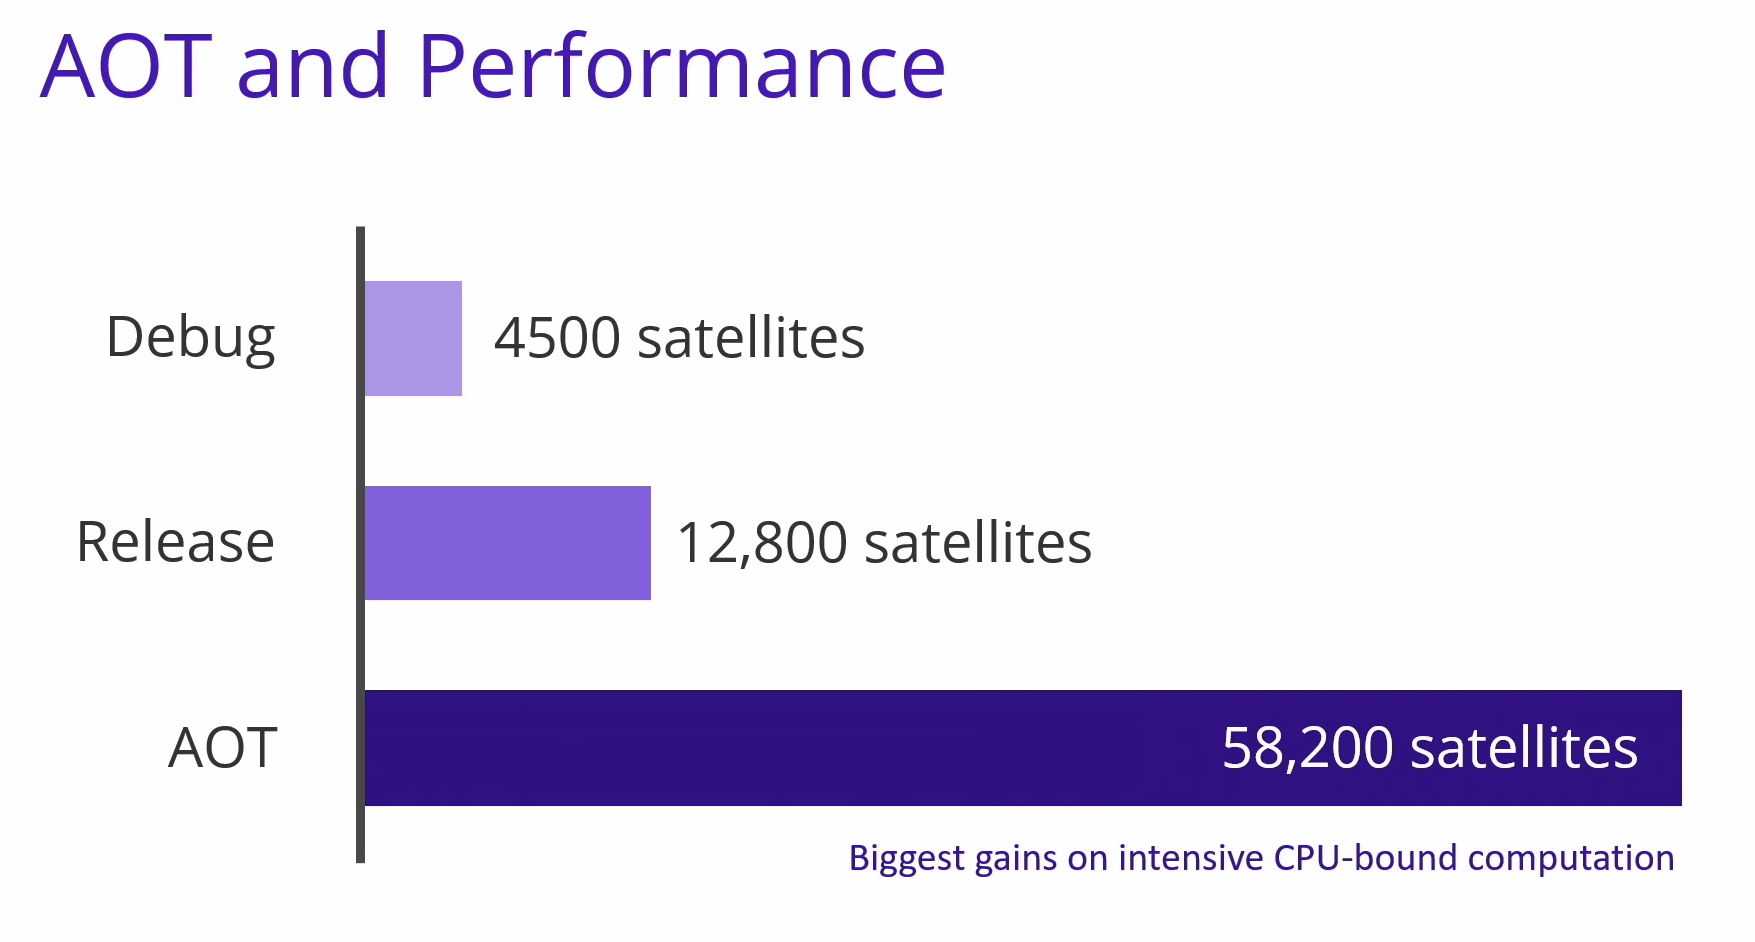 AOT and Performance
Debug
4500 satellites
Release
12,800 satellites
AOT
58,200 satellites
Biggest gains on intensive CPU-bound computation